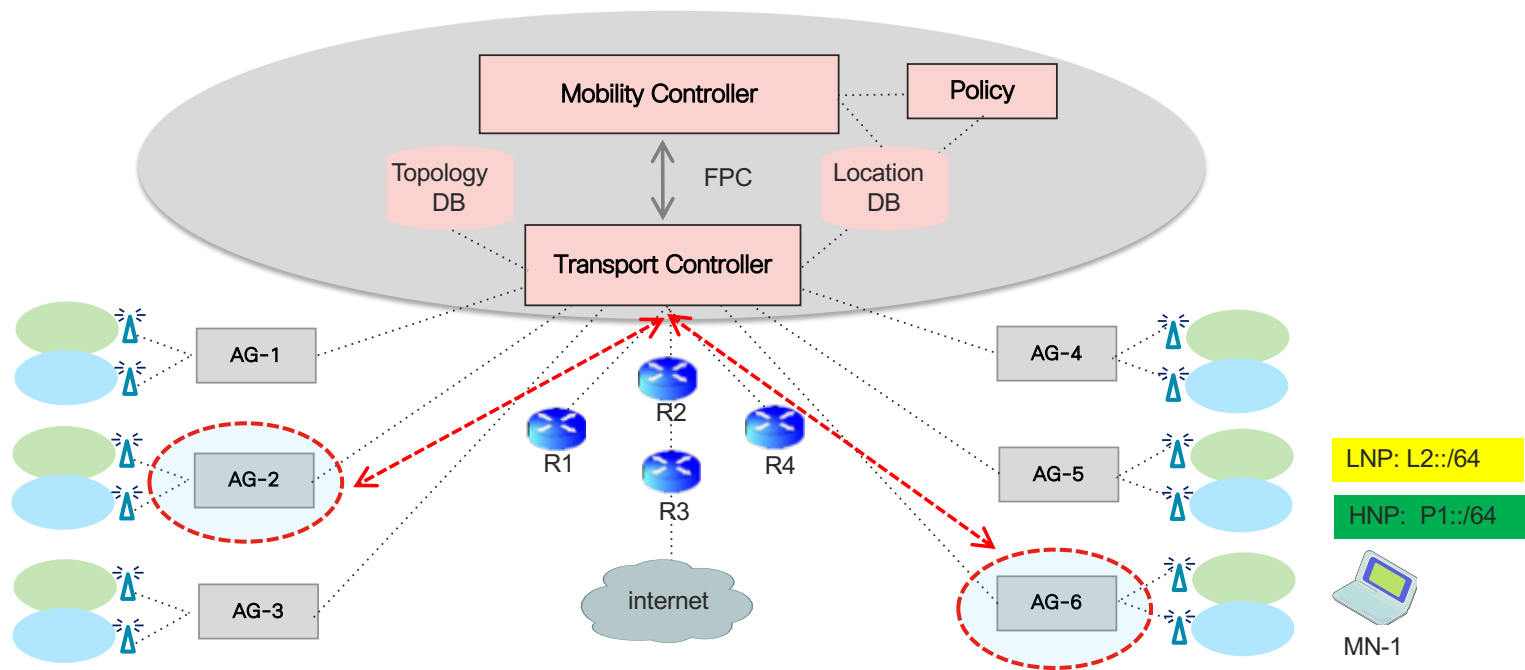 Mobility Controller
Policy
Topology
DB
FPC
Location
DB
Transport Controller
AG-1
AG-4
R2
AG-2
R1
R4
AG-5
LNP: L2::/64
R3
HNP: P1::/64
AG-3
internet
AG-6
MN-1